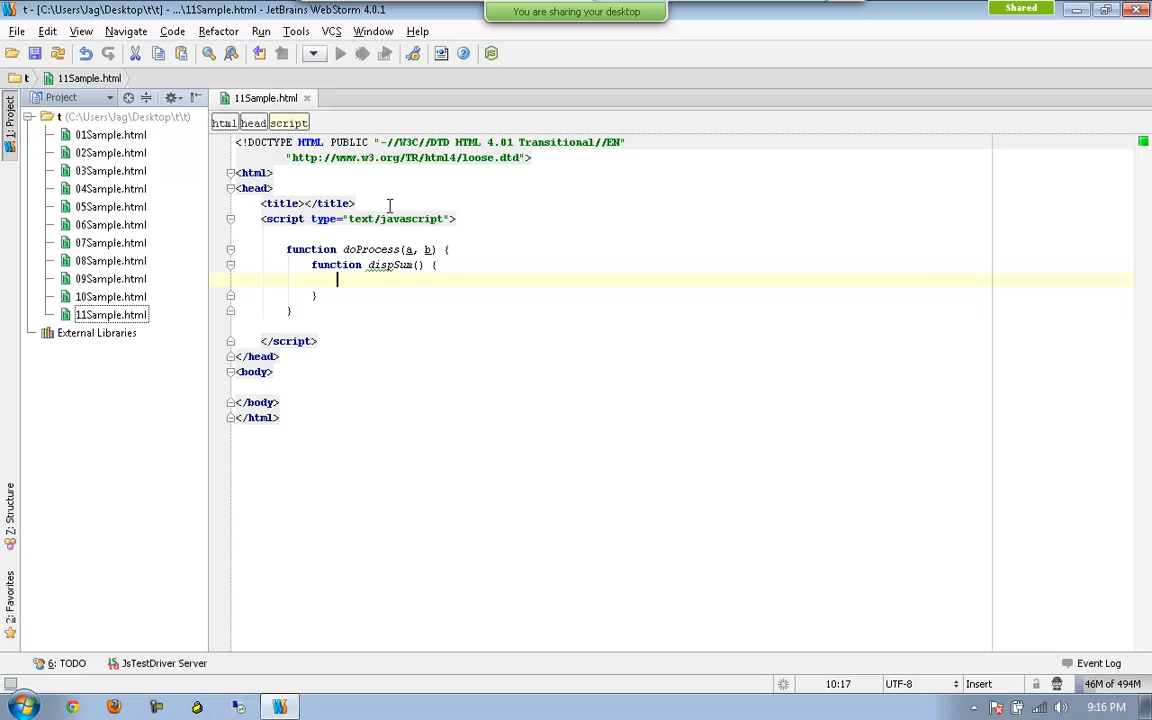 t - [C:\Users\Jag\Desktop\t\t] - ...\11Sample.html - JetBrains WebStorm 4.0.1
You are sharing your desktop
Shared
File Edit View Navigate Code Refactor Run Tools VCS Window Help
t 11Sample.html
1: Project
Project
11Sample.html
t (C:\Users\Jag\Desktop\t\t)
01Sample.html
02Sample.html
03Sample.html
04Sample.html
05Sample.html
06Sample.html
07Sample.html
08Sample.html
09Sample.html
10Sample.html
11Sample.html
External Libraries
html head script
<!DOCTYPE HTML PUBLIC "-//W3C//DTD HTML 4.01 Transitional//EN"
"http://www.w3.org/TR/html4/loose.dtd">
<html>
<head>
<title></title>
<script type="text/javascript">
function doProcess(a, b) {
function dispSum() {
}
}
</script>
</head>
<body>
</body>
</html>
7: Structure
2: Favorites
6: TODO JsTestDriver Server Event Log
10:17 UTF-8 Insert 46M of 494M
9:16 PM